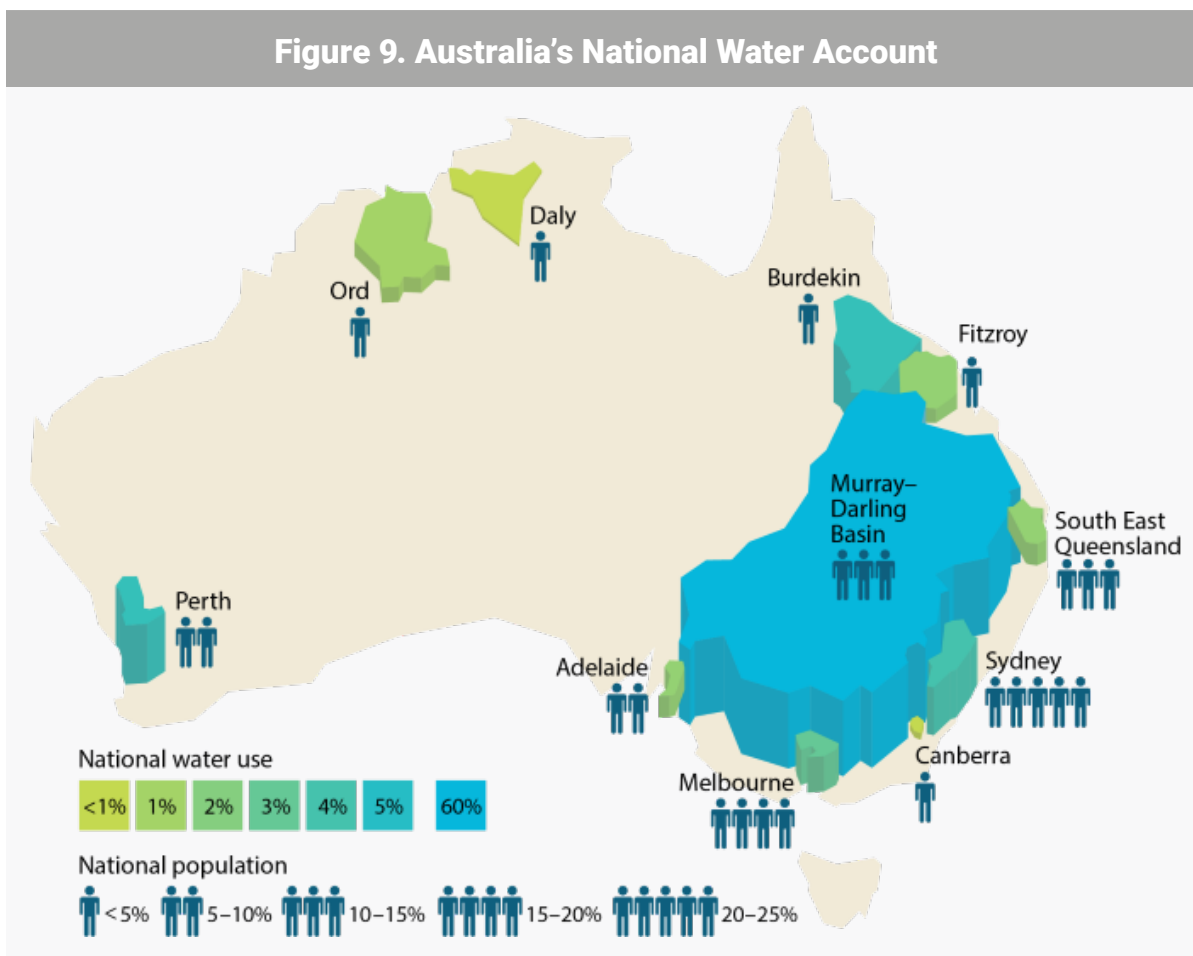 Figure 9. Australia’s National Water Account
Daly
Ord
Burdekin
Fitzroy
Murray–
Darling
Basin
South East
Queensland
Perth
Adelaide
Sydney
Canberra
Melbourne
National water use
<1% 1% 2% 3% 4% 5% 60%
National population
<5% 5–10% 10–15% 15–20% 20–25%